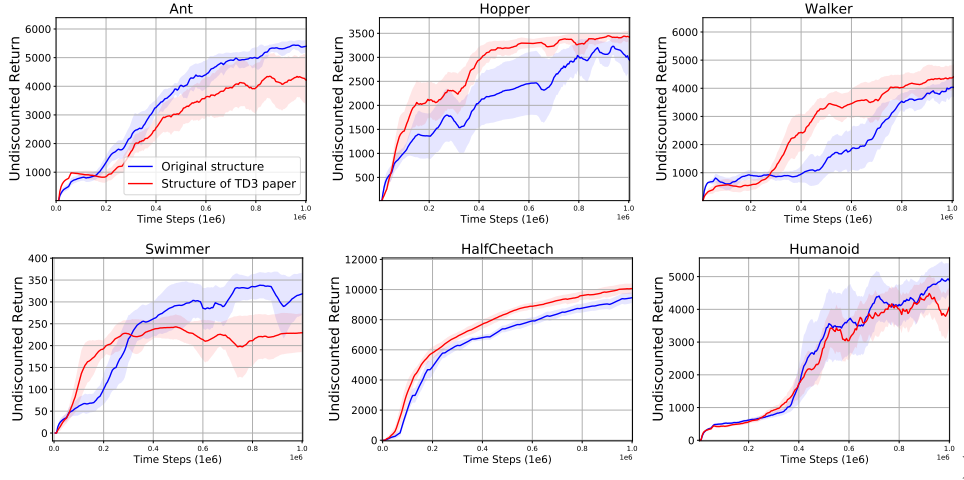 Ant
Undiscounted Return
6000
5000
4000
3000
2000
1000
0.0
0.2
0.4
0.6
0.8
1.0
1e6
Time Steps (1e6)
Original structure
Structure of TD3 paper
Hopper
Undiscounted Return
3500
3000
2500
2000
1500
1000
500
0.2
0.4
0.6
0.8
1.0
1e6
Time Steps (1e6)
Walker
Undiscounted Return
6000
5000
4000
3000
2000
1000
0.2
0.4
0.6
0.8
1.0
1e6
Time Steps (1e6)
Swimmer
Undiscounted Return
400
350
300
250
200
150
100
50
0
0.0
0.2
0.4
0.6
0.8
1.0
1e6
Time Steps (1e6)
HalfCheetach
Undiscounted Return
12000
10000
8000
6000
4000
2000
0
0.0
0.2
0.4
0.6
0.8
1.0
1e6
Time Steps (1e6)
Humanoid
Undiscounted Return
5000
4000
3000
2000
1000
0
0.2
0.4
0.6
0.8
1.0
1e6
Time Steps (1e6)